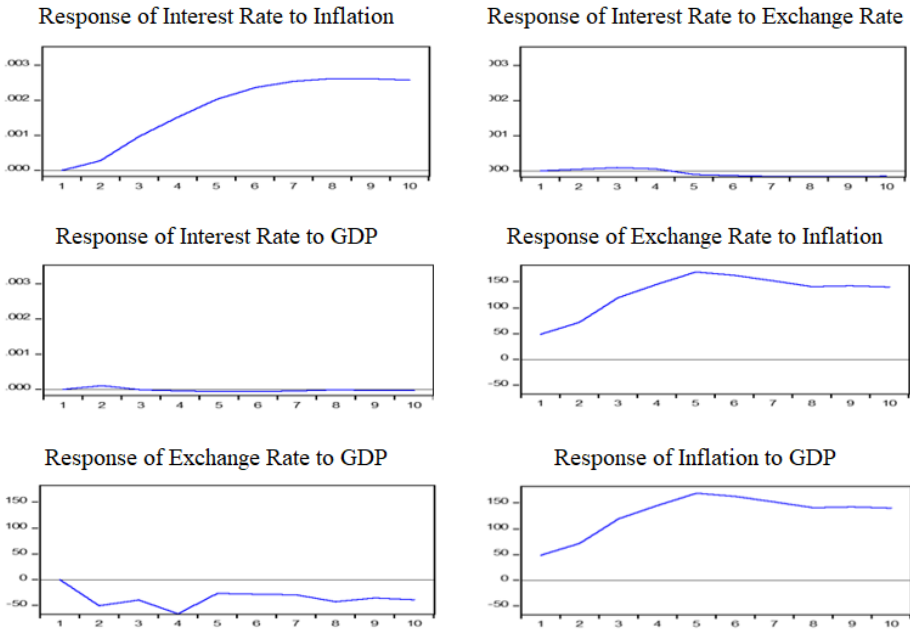 Response of Interest Rate to Inflation
.003
.002
.001
.000
1 2 3 4 5 6 7 8 9 10
Response of Interest Rate to Exchange Rate
003
002
001
000
1 2 3 4 5 6 7 8 9 10
Response of Interest Rate to GDP
.003
.002
.001
.000
1 2 3 4 5 6 7 8 9 10
Response of Exchange Rate to Inflation
150
100
50
0
-50
1 2 3 4 5 6 7 8 9 10
Response of Exchange Rate to GDP
150
100
50
0
-50
1 2 3 4 5 6 7 8 9 10
Response of Inflation to GDP
150
100
50
0
-50
1 2 3 4 5 6 7 8 9 10